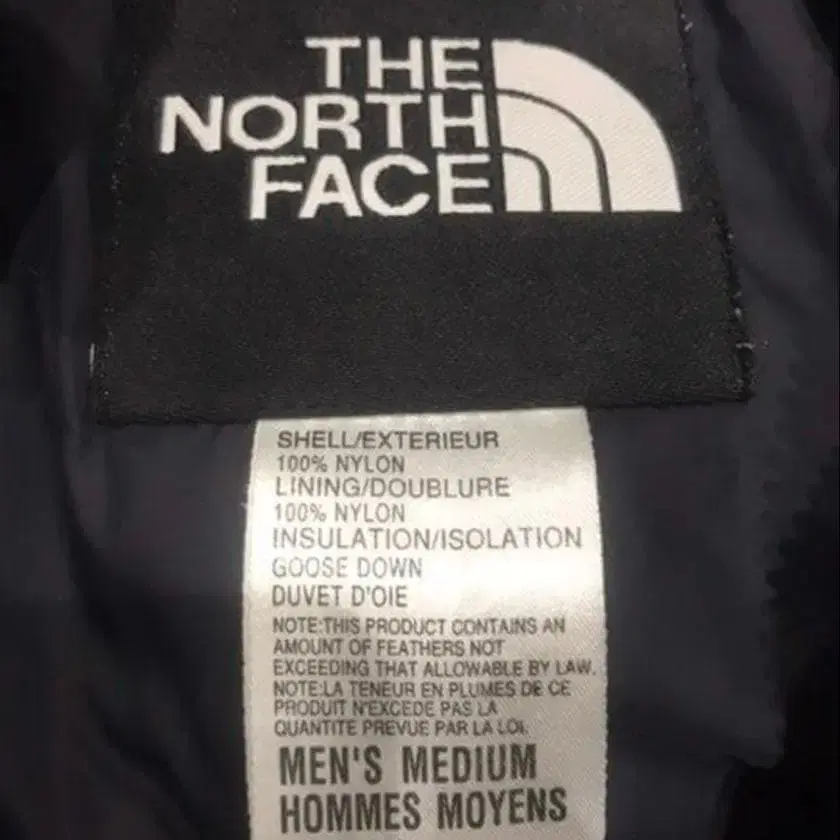 THE
NORTH
FACE
SHELL/EXTERIEUR
100% NYLON
LINING/DOUBLURE
100% NYLON
INSULATION/ISOLATION
GOOSE DOWN
DUVET D'OIE
NOTE:THIS PRODUCT CONTAINS AN
AMOUNT OF FEATHERS NOT
EXCEEDING THAT ALLOWABLE BY LAW.
NOTE:LA TENEUR EN PLUMES DE CE
PRODUIT N'EXCEDE PAS LA
QUANTITE PREVUE PAR LA LOI.
MEN'S MEDIUM
HOMMES MOYENS